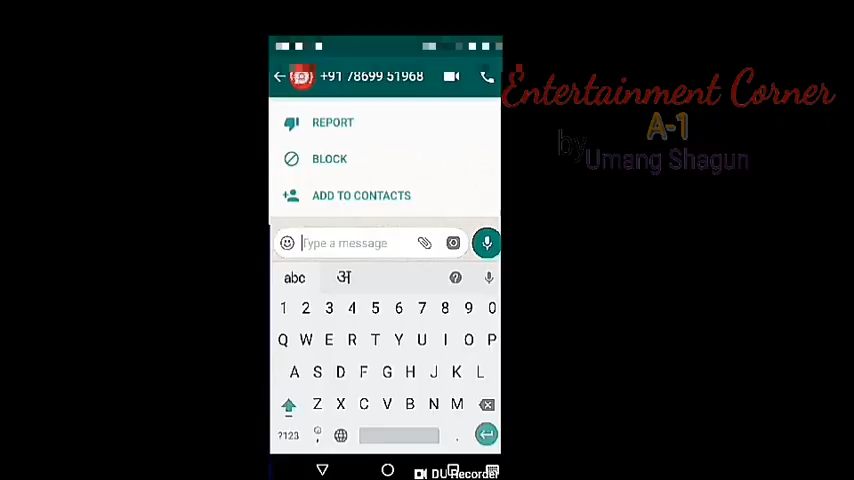 +91 78699 51968
Entertainment Corner
A-1
by Umang Shagun
REPORT
BLOCK
ADD TO CONTACTS
Type a message
abc अ
1 2 3 4 5 6 7 8 9 0
Q W E R T Y U I O P
A S D F G H J K L
Z X C V B N M
?123 , .
DU Recorder